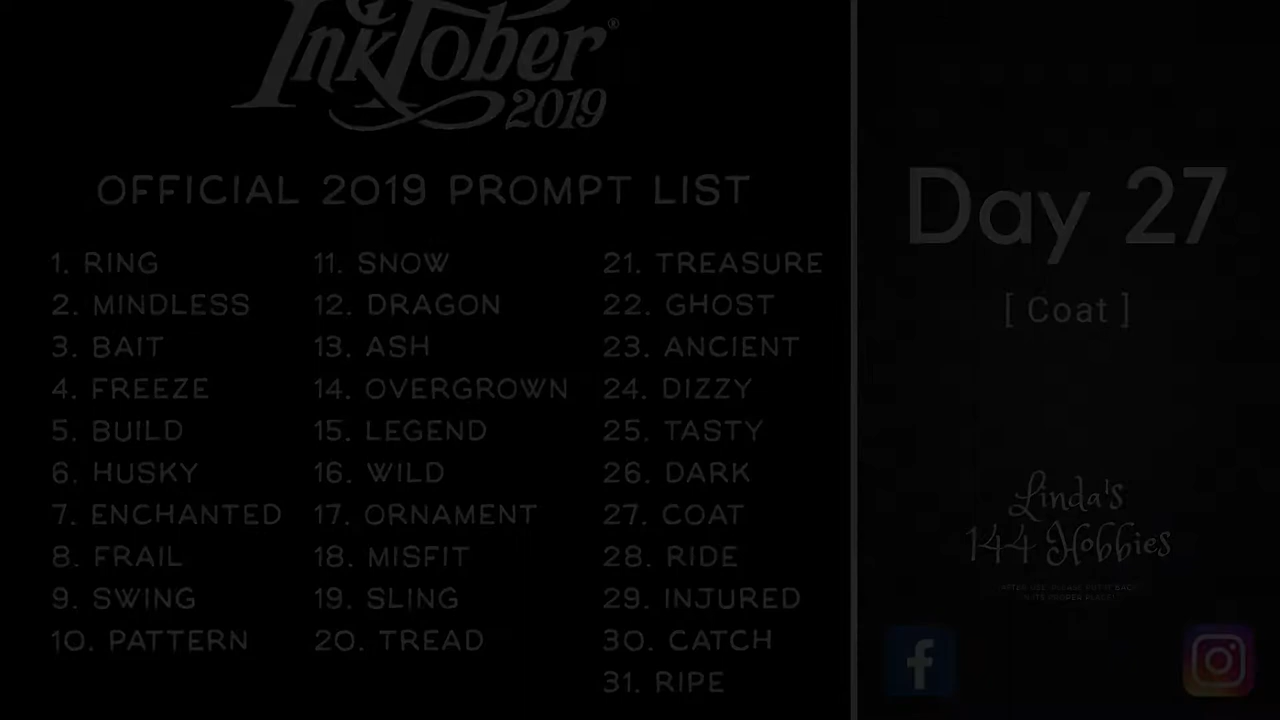 InkTober®
2019
OFFICIAL 2019 PROMPT LIST
1. RING
2. MINDLESS
3. BAIT
4. FREEZE
5. BUILD
6. HUSKY
7. ENCHANTED
8. FRAIL
9. SWING
10. PATTERN
11. SNOW
12. DRAGON
13. ASH
14. OVERGROWN
15. LEGEND
16. WILD
17. ORNAMENT
18. MISFIT
19. SLING
20. TREAD
21. TREASURE
22. GHOST
23. ANCIENT
24. DIZZY
25. TASTY
26. DARK
27. COAT
28. RIDE
29. INJURED
30. CATCH
31. RIPE
Day 27
[ Coat ]
Linda's
144 Hobbies